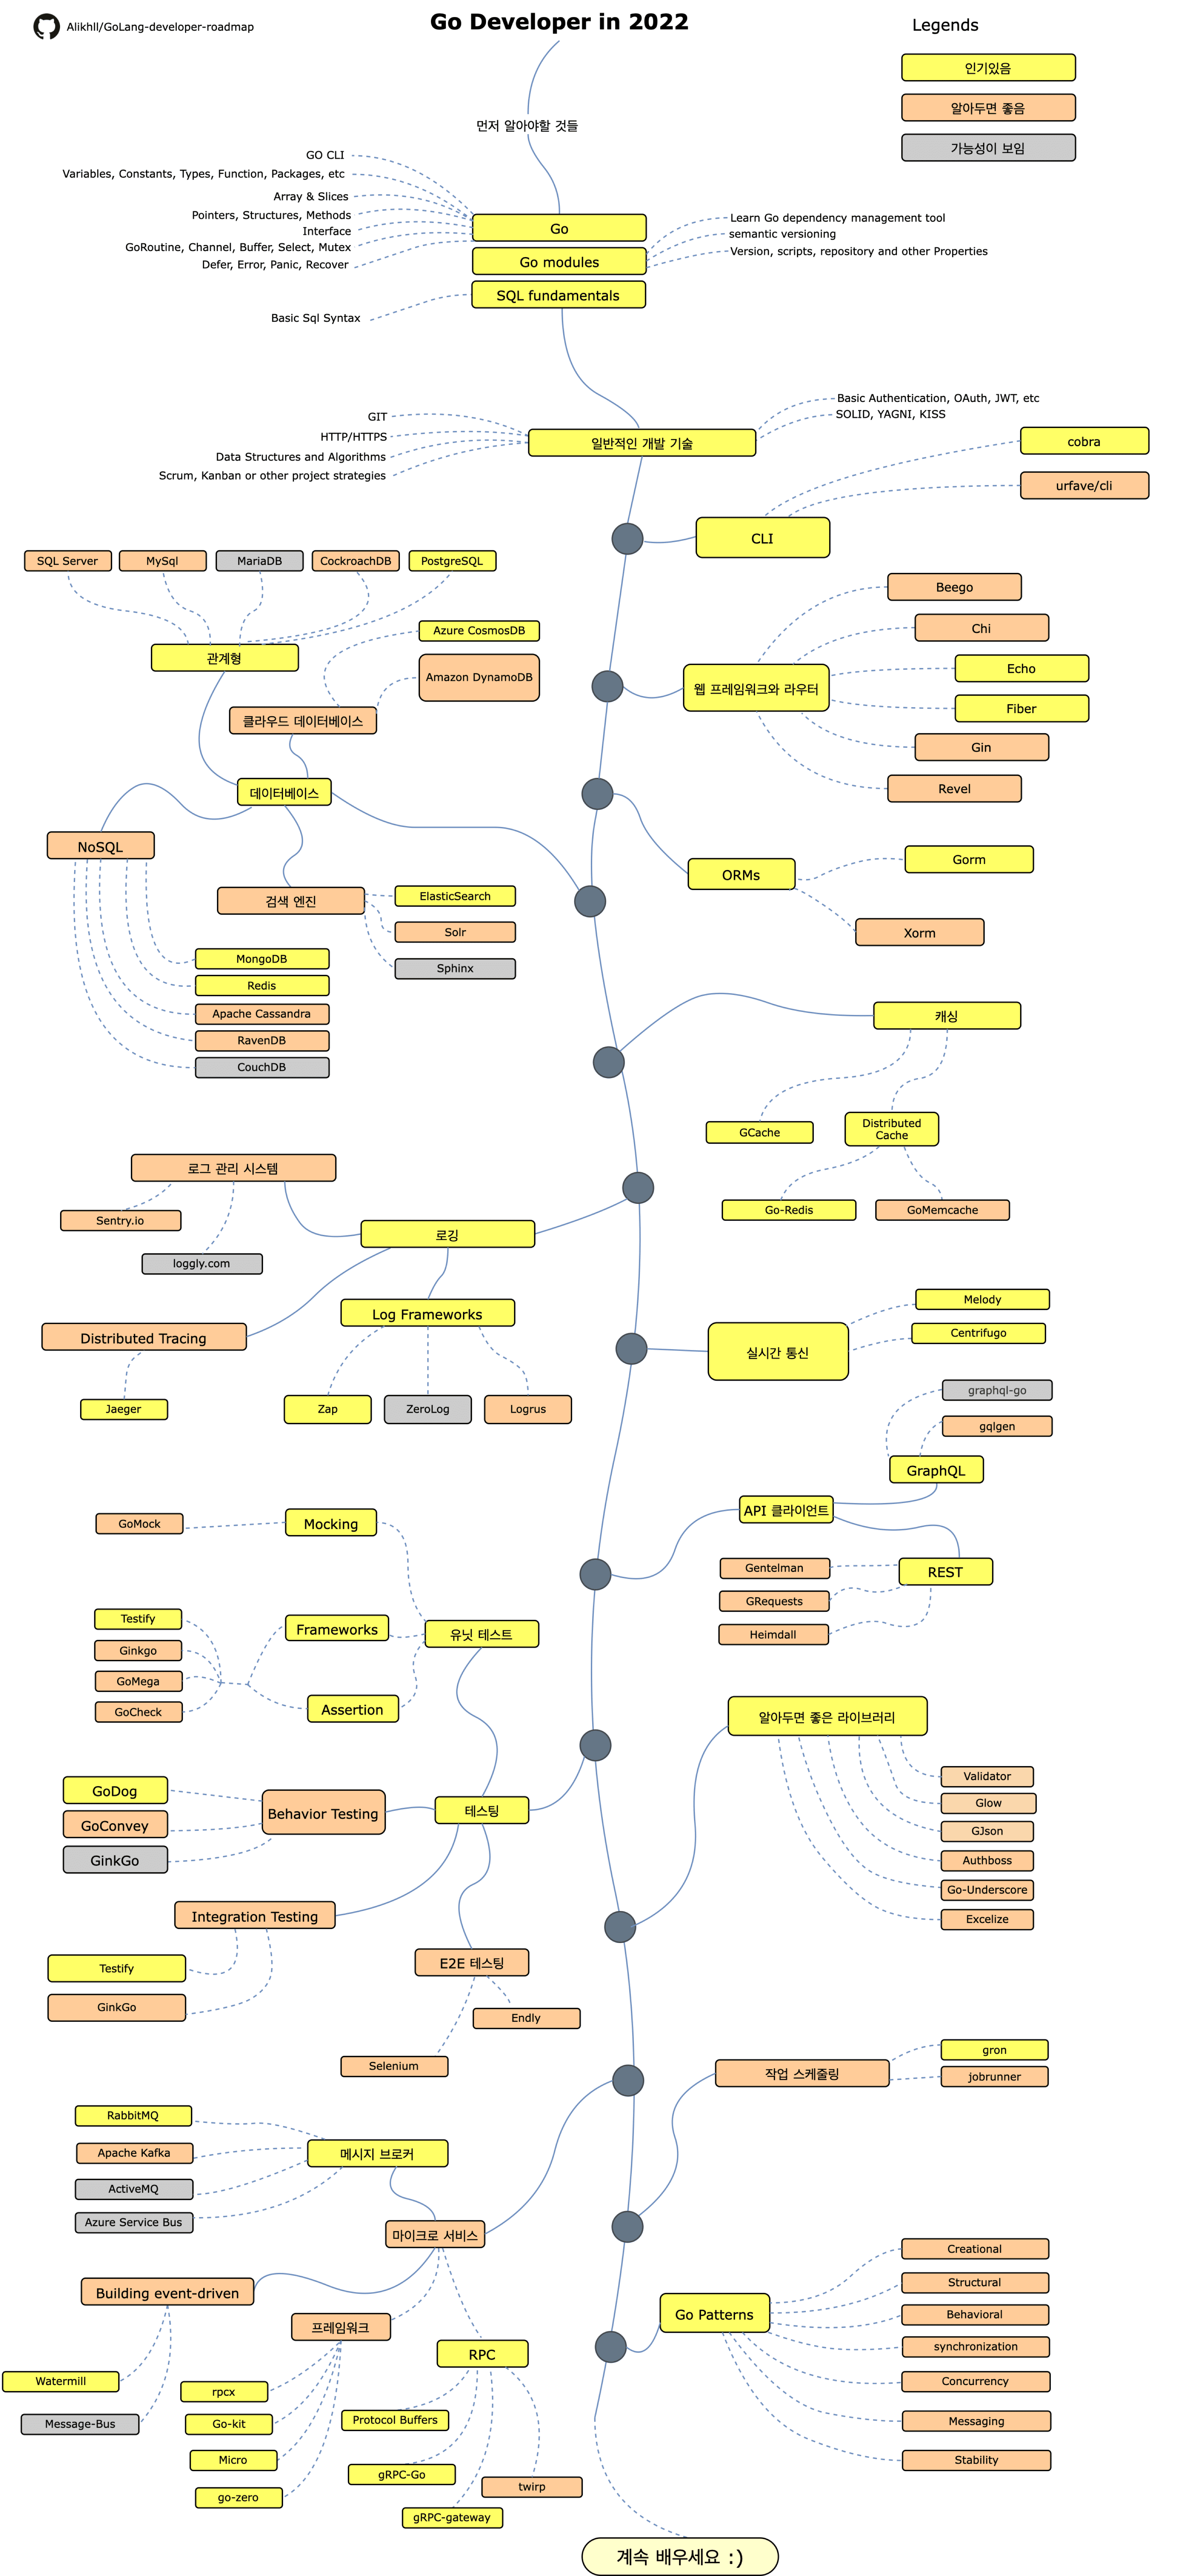 Alikhll/GoLang-developer-roadmap
Go Developer in 2022
Legends
인기있음
알아두면 좋음
가능성이 보임
먼저 알아야할 것들
GO CLI
Variables, Constants, Types, Function, Packages, etc
Array & Slices
Pointers, Structures, Methods
Interface
GoRoutine, Channel, Buffer, Select, Mutex
Defer, Error, Panic, Recover
Go
Go modules
SQL fundamentals
Learn Go dependency management tool
semantic versioning
Version, scripts, repository and other Properties
Basic Sql Syntax
GIT
HTTP/HTTPS
Data Structures and Algorithms
Scrum, Kanban or other project strategies
일반적인 개발 기술
Basic Authentication, OAuth, JWT, etc
SOLID, YAGNI, KISS
cobra
urfave/cli
CLI
SQL Server
MySql
MariaDB
CockroachDB
PostgreSQL
관계형
Azure CosmosDB
Amazon DynamoDB
클라우드 데이터베이스
데이터베이스
Beego
Chi
Echo
Fiber
Gin
Revel
웹 프레임워크와 라우터
NoSQL
검색 엔진
ElasticSearch
Solr
Sphinx
MongoDB
Redis
Apache Cassandra
RavenDB
CouchDB
ORMs
Gorm
Xorm
캐싱
GCache
Distributed
Cache
Go-Redis
GoMemcache
로그 관리 시스템
Sentry.io
loggly.com
로깅
Log Frameworks
Distributed Tracing
Jaeger
Zap
ZeroLog
Logrus
실시간 통신
Melody
Centrifugo
graphql-go
gqlgen
GraphQL
API 클라이언트
REST
Gentelman
GRequests
Heimdall
GoMock
Mocking
Testify
Ginkgo
GoMega
GoCheck
Frameworks
Assertion
유닛 테스트
알아두면 좋은 라이브러리
Validator
Glow
GJson
Authboss
Go-Underscore
Excelize
GoDog
GoConvey
GinkGo
Behavior Testing
테스팅
Integration Testing
Testify
GinkGo
E2E 테스팅
Endly
Selenium
작업 스케줄링
gron
jobrunner
RabbitMQ
Apache Kafka
ActiveMQ
Azure Service Bus
메시지 브로커
마이크로 서비스
Building event-driven
Watermill
Message-Bus
프레임워크
rpcx
Go-kit
Micro
go-zero
RPC
Protocol Buffers
gRPC-Go
gRPC-gateway
twirp
Go Patterns
Creational
Structural
Behavioral
synchronization
Concurrency
Messaging
Stability
계속 배우세요 :)